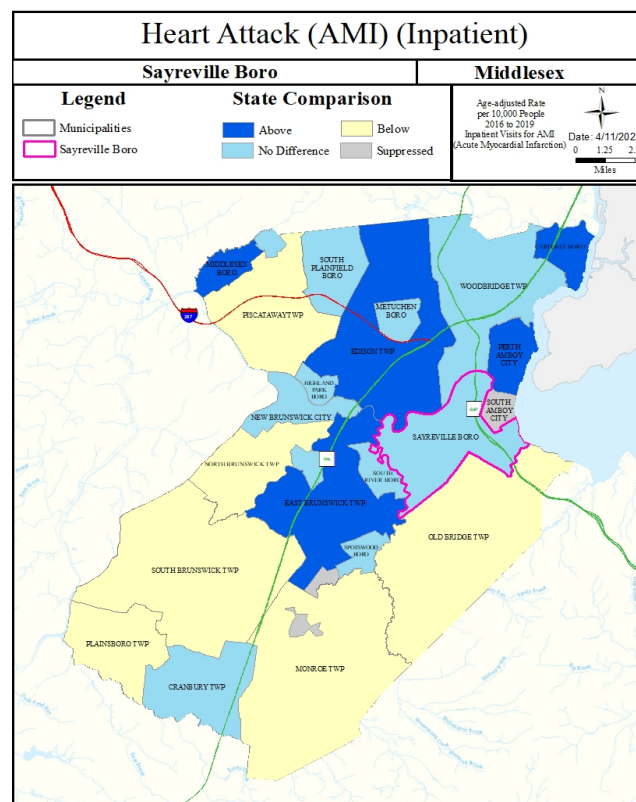 Heart Attack (AMI) (Inpatient)
Sayreville Boro
Middlesex
Legend
Municipalities
Sayreville Boro
State Comparison
Above
Below
No Difference
Suppressed
Age-adjusted Rate
per 10,000 People
2016 to 2019
Inpatient Visits for AMI
(Acute Myocardial Infarction)
N
Date: 4/11/202
0 1.25 2.
Miles
MIDDLESEX
BORO
SOUTH
PLAINFIELD
BORO
CARTERET BORO
WOODBRIDGE TWP
METUCHEN
BORO
PISCATAWAY TWP
287
EDISON TWP
PERTH
AMBOY
CITY
HIGHLAND
PARK
BORO
SOUTH
AMBOY
CITY
NEW BRUNSWICK CITY
SAYREVILLE BORO
NORTH BRUNSWICK TWP
SOUTH
RIVER BORO
EAST BRUNSWICK TWP
OLD BRIDGE TWP
SPOTSWOOD
BORO
SOUTH BRUNSWICK TWP
PLAINSBORO TWP
MONROE TWP
CRANBURY TWP